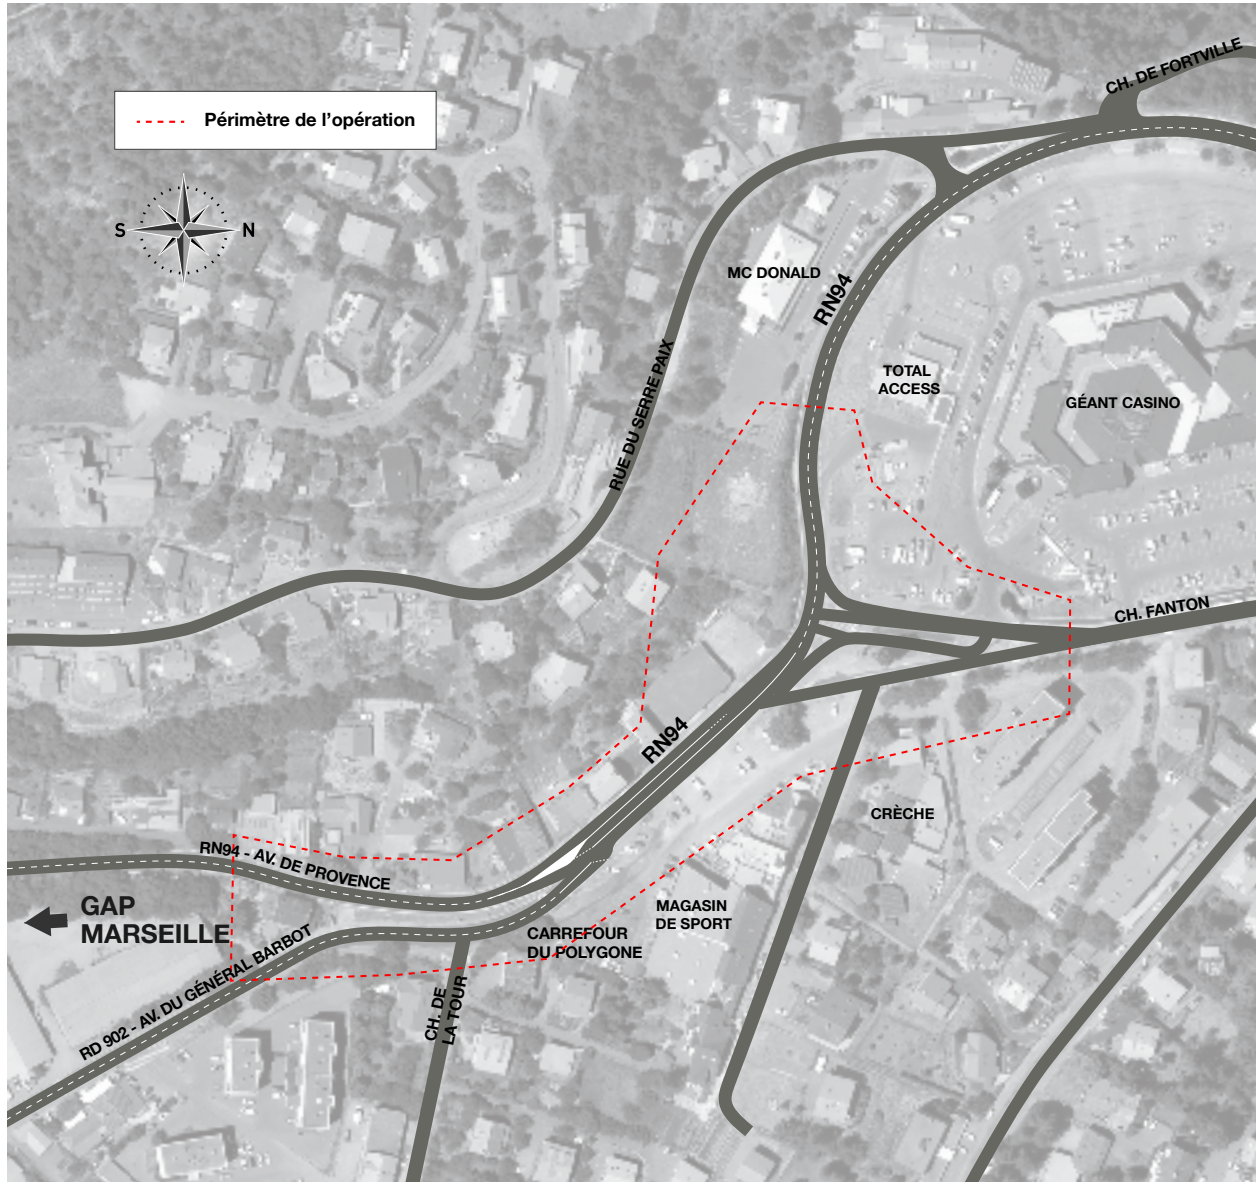 CH. DE FORTVILLE
Périmètre de l'opération
S
N
MC DONALD
RN94
TOTAL
ACCESS
GÉANT CASINO
RUE DU SERRE PAIX
CH. FANTON
RN94
CRÈCHE
RN94 - AV. DE PROVENCE
GAP
MARSEILLE
MAGASIN
DE SPORT
CARREFOUR
DU POLYGONE
RD 902 - AV. DU GÉNÉRAL BARBOT
CH. DE
LA TOUR